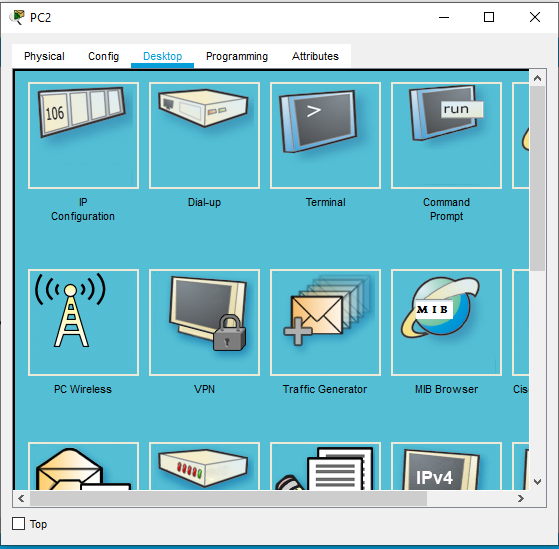 PC2
Physical Config Desktop Programming Attributes
106
>
run
IP
Configuration
Dial-up
Terminal
Command
Prompt
MIB
PC Wireless
VPN
Traffic Generator
MIB Browser
Cisc
IPv4
Top